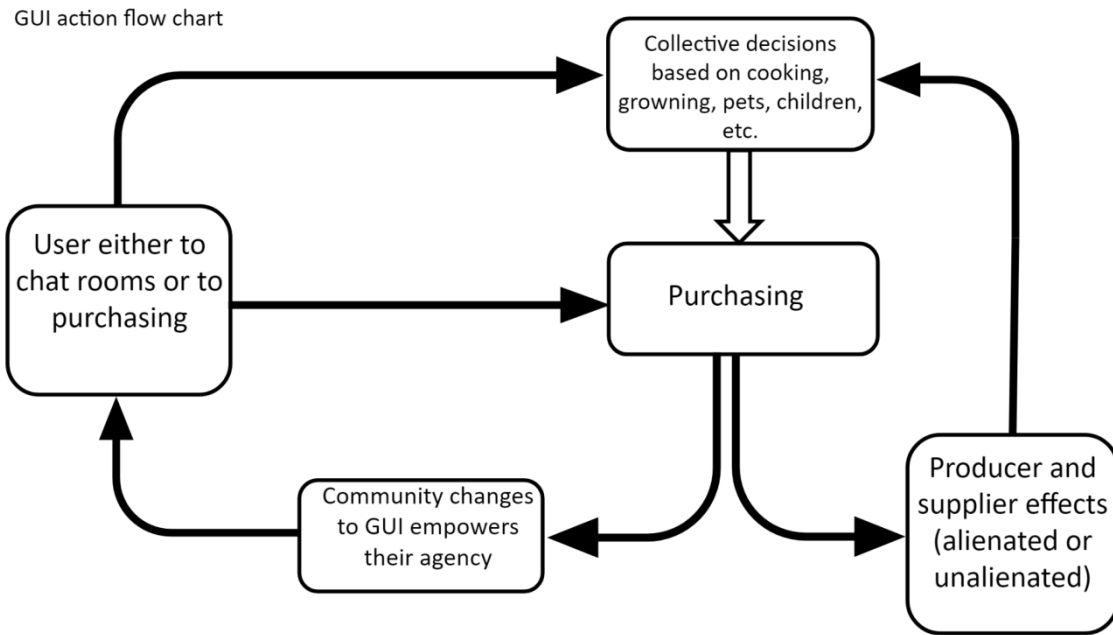 GUI action flow chart
Collective decisions
based on cooking,
growning, pets, children,
etc.
User either to
chat rooms or to
purchasing
Purchasing
Community changes
to GUI empowers
their agency
Producer and
supplier effects
(alienated or
unalienated)